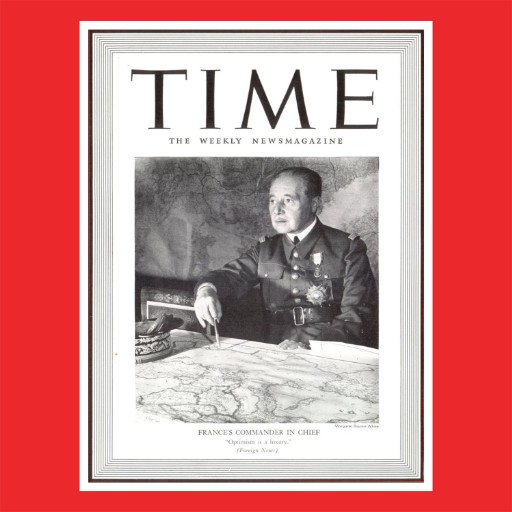 TIME
THE WEEKLY NEWSMAGAZINE
FRANCE'S COMMANDER IN CHIEF
"Optimism is a luxury."
(Foreign News)